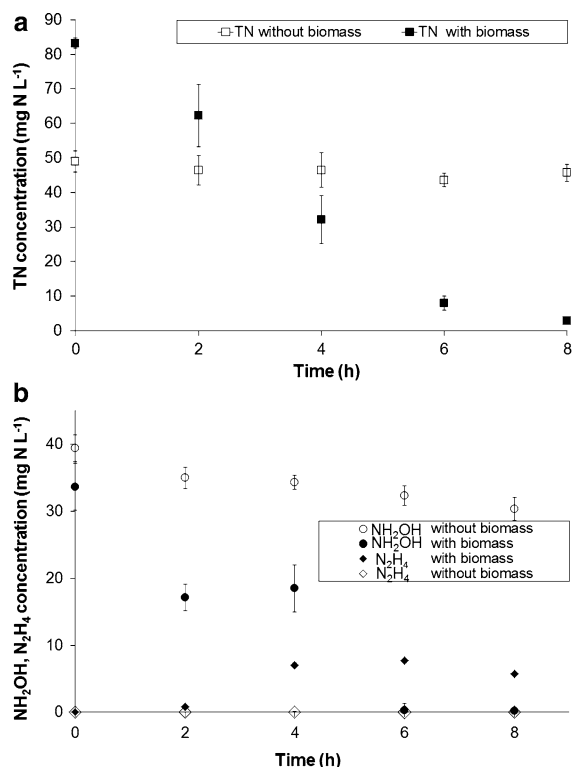 a
TN without biomass
TN with biomass
TN concentration (mg N L⁻¹)
90
80
70
60
50
40
30
20
10
0
0 2 4 6 8
Time (h)
b
NH₂OH, N₂H₄ concentration (mg N L⁻¹)
40
30
20
10
0
NH₂OH without biomass
NH₂OH with biomass
N₂H₄ with biomass
N₂H₄ without biomass
0 2 4 6 8
Time (h)